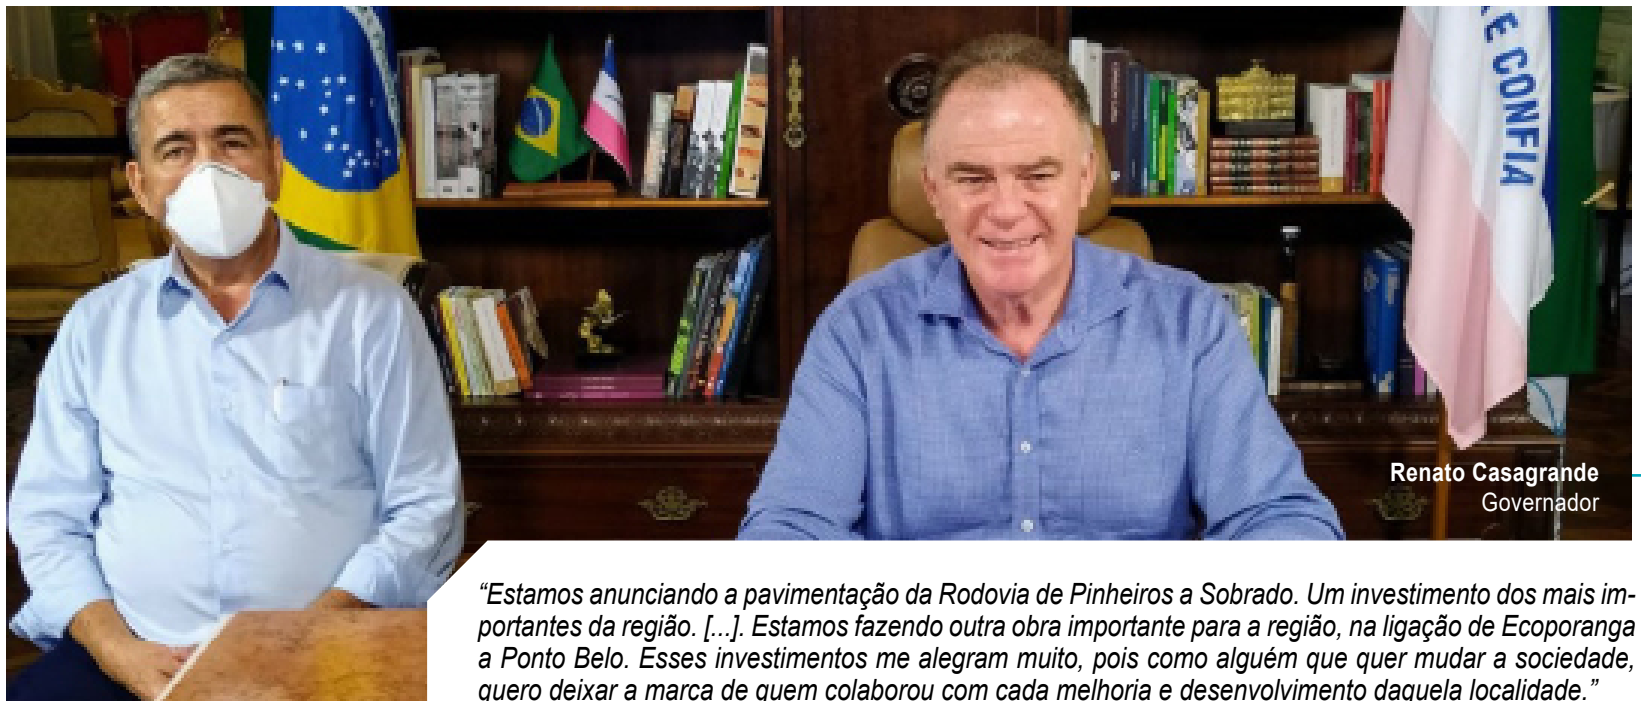 E CONFIA
Renato Casagrande
Governador
“Estamos anunciando a pavimentação da Rodovia de Pinheiros a Sobrado. Um investimento dos mais im-
portantes da região. [...]. Estamos fazendo outra obra importante para a região, na ligação de Ecoporanga
a Ponto Belo. Esses investimentos me alegram muito, pois como alguém que quer mudar a sociedade,
quero deixar a marca de quem colaborou com cada melhoria e desenvolvimento daquela localidade.”